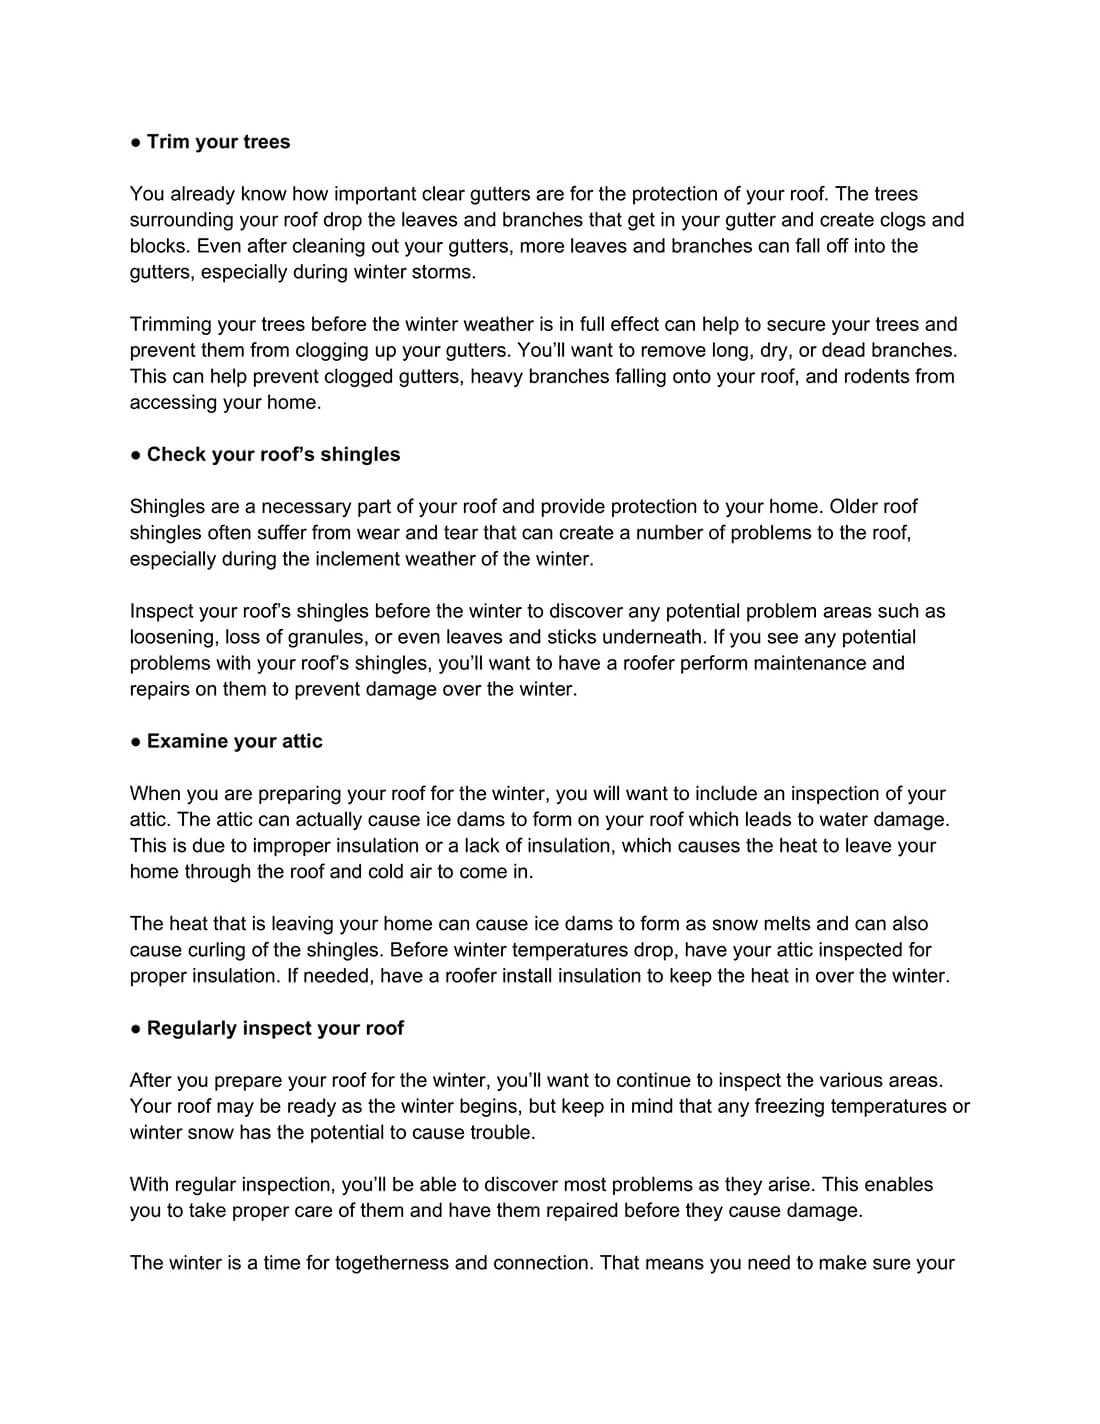 ● Trim your trees
You already know how important clear gutters are for the protection of your roof. The trees
surrounding your roof drop the leaves and branches that get in your gutter and create clogs and
blocks. Even after cleaning out your gutters, more leaves and branches can fall off into the
gutters, especially during winter storms.
Trimming your trees before the winter weather is in full effect can help to secure your trees and
prevent them from clogging up your gutters. You’ll want to remove long, dry, or dead branches.
This can help prevent clogged gutters, heavy branches falling onto your roof, and rodents from
accessing your home.
● Check your roof’s shingles
Shingles are a necessary part of your roof and provide protection to your home. Older roof
shingles often suffer from wear and tear that can create a number of problems to the roof,
especially during the inclement weather of the winter.
Inspect your roof’s shingles before the winter to discover any potential problem areas such as
loosening, loss of granules, or even leaves and sticks underneath. If you see any potential
problems with your roof’s shingles, you’ll want to have a roofer perform maintenance and
repairs on them to prevent damage over the winter.
● Examine your attic
When you are preparing your roof for the winter, you will want to include an inspection of your
attic. The attic can actually cause ice dams to form on your roof which leads to water damage.
This is due to improper insulation or a lack of insulation, which causes the heat to leave your
home through the roof and cold air to come in.
The heat that is leaving your home can cause ice dams to form as snow melts and can also
cause curling of the shingles. Before winter temperatures drop, have your attic inspected for
proper insulation. If needed, have a roofer install insulation to keep the heat in over the winter.
● Regularly inspect your roof
After you prepare your roof for the winter, you’ll want to continue to inspect the various areas.
Your roof may be ready as the winter begins, but keep in mind that any freezing temperatures or
winter snow has the potential to cause trouble.
With regular inspection, you’ll be able to discover most problems as they arise. This enables
you to take proper care of them and have them repaired before they cause damage.
The winter is a time for togetherness and connection. That means you need to make sure your